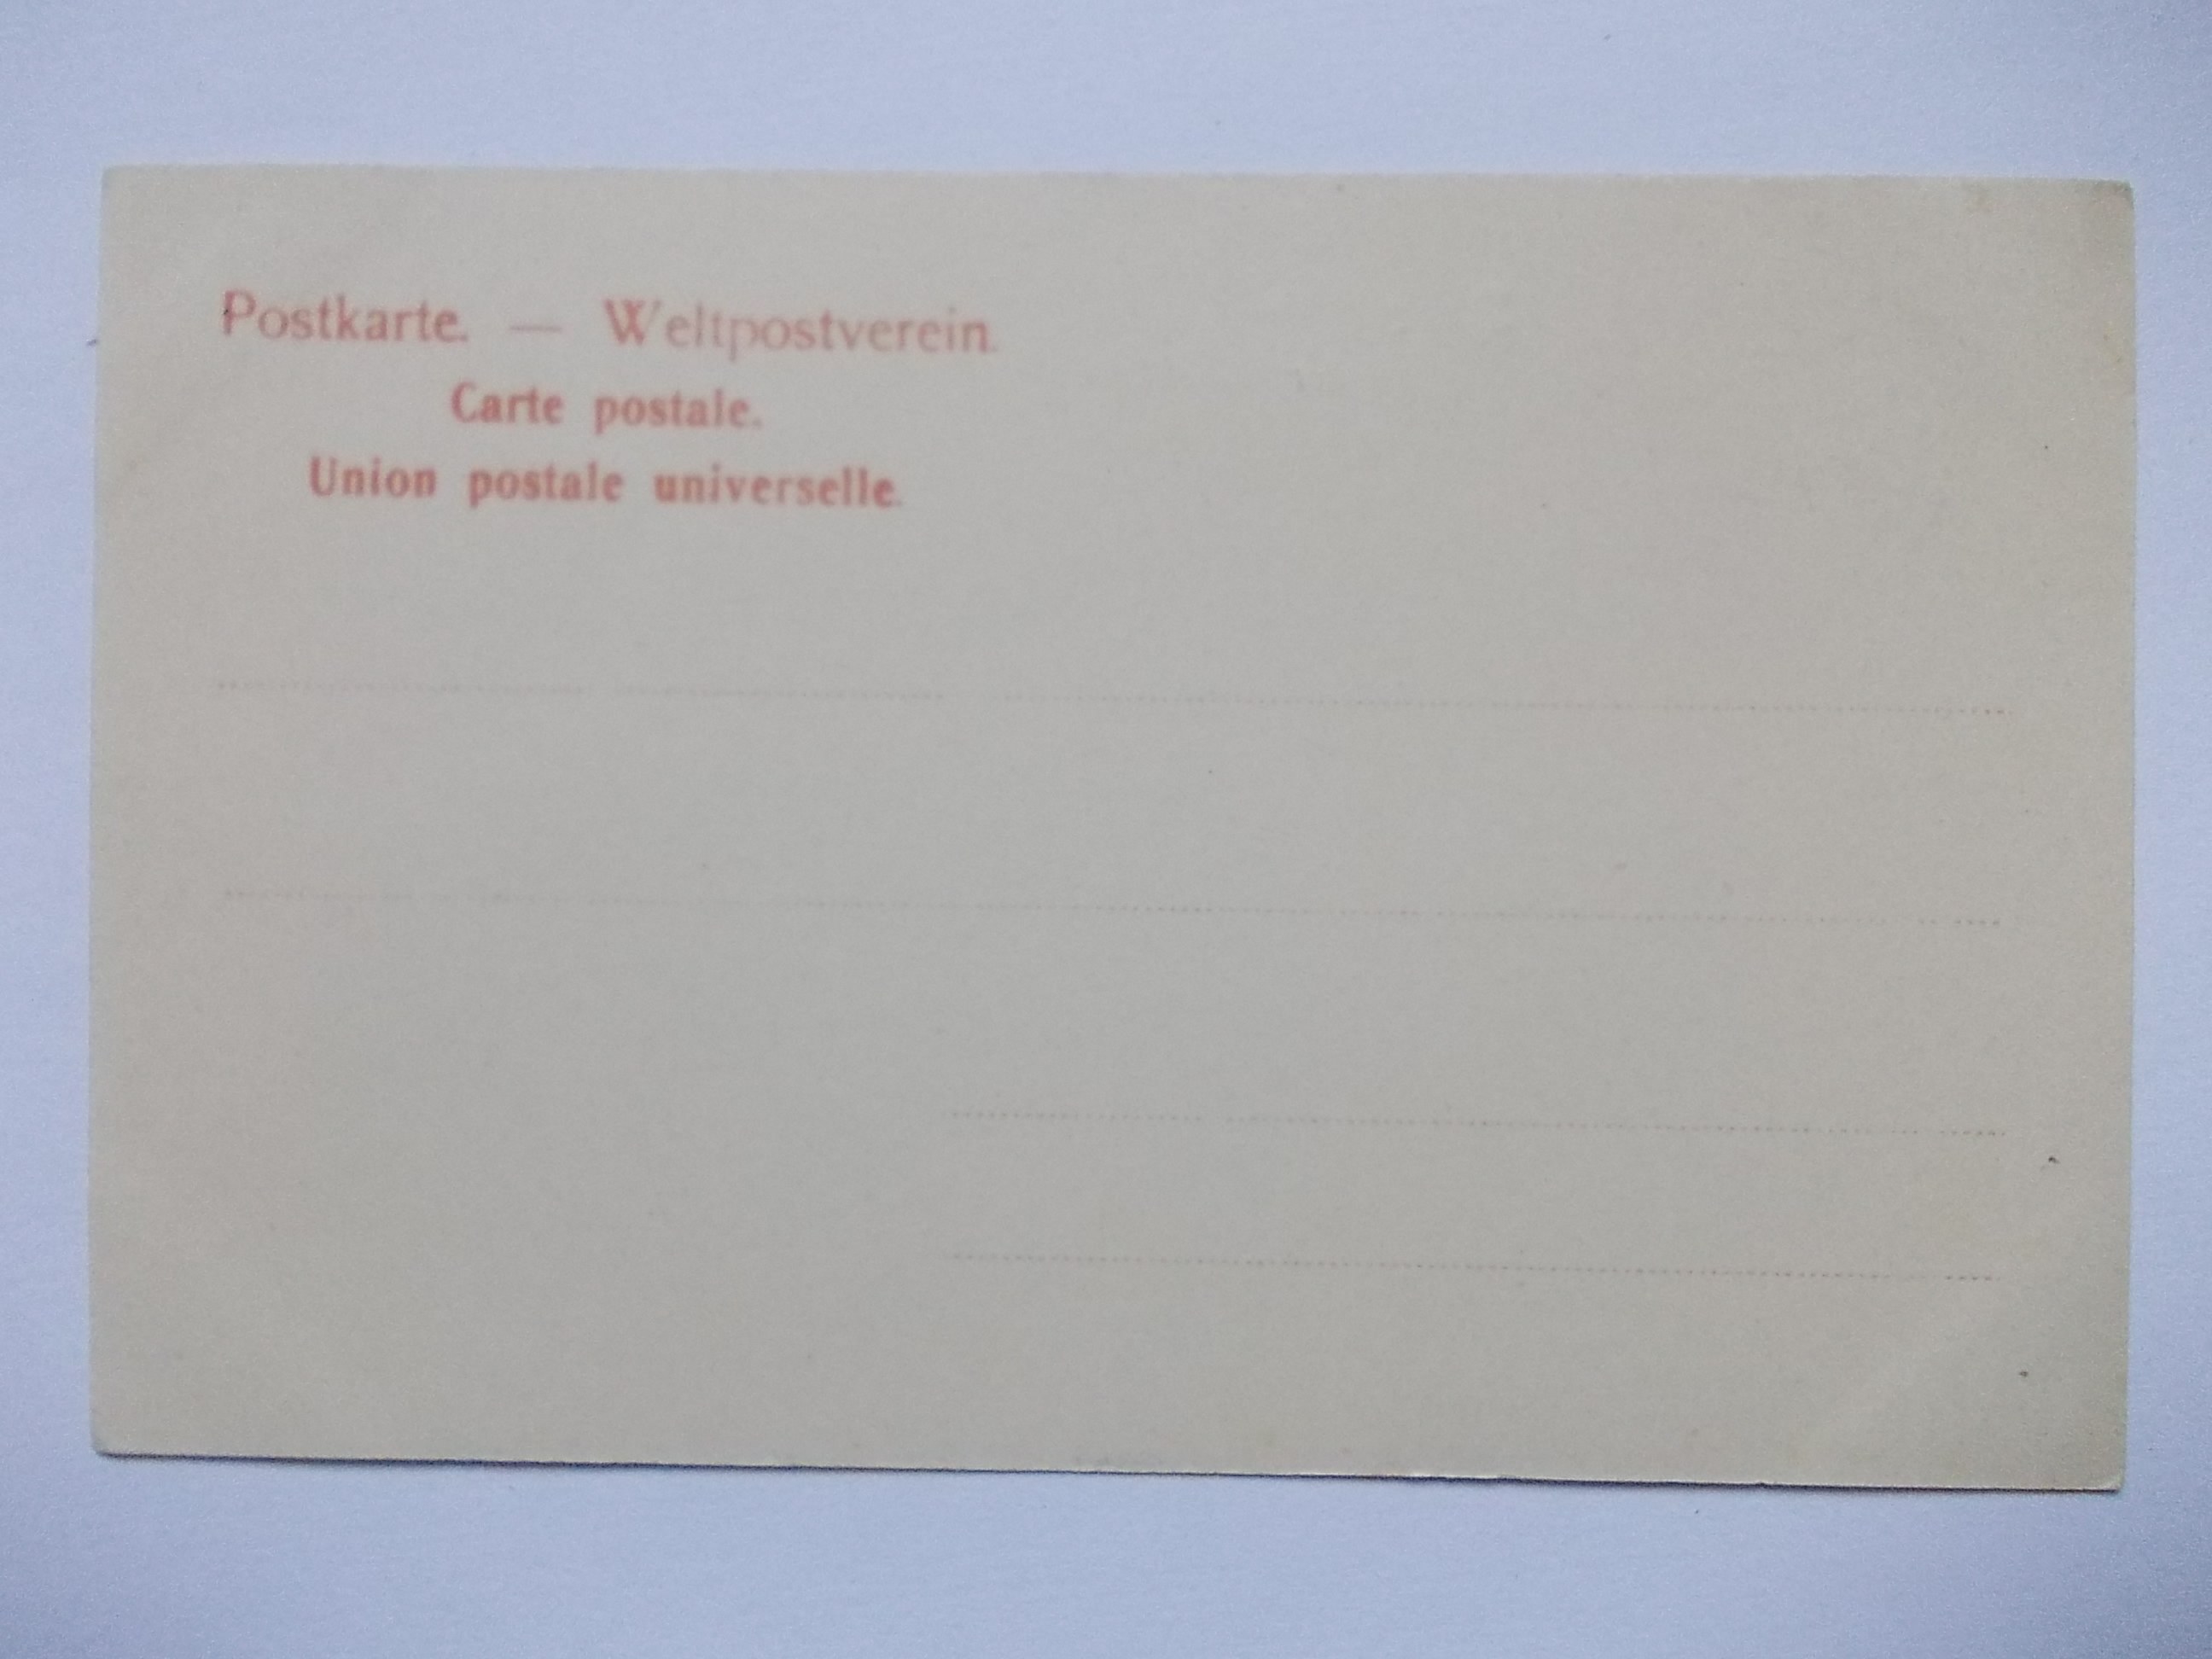 Postkarte. — Weltpostverein.
Carte postale.
Union postale universelle.